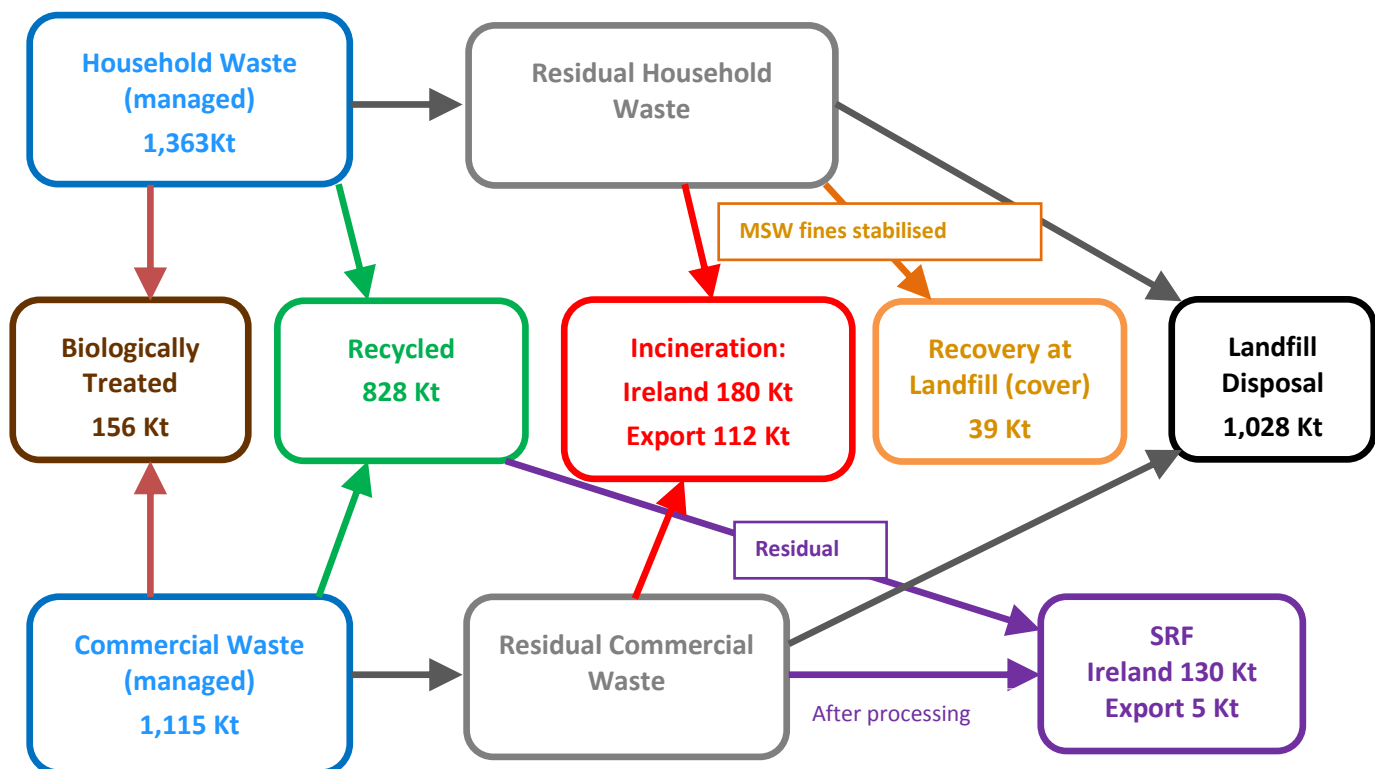 Household Waste
(managed)
1,363Kt
Residual Household
Waste
MSW fines stabilised
Biologically
Treated
156 Kt
Recycled
828 Kt
Incineration:
Ireland 180 Kt
Export 112 Kt
Recovery at
Landfill (cover)
39 Kt
Landfill
Disposal
1,028 Kt
Residual
Commercial Waste
(managed)
1,115 Kt
Residual Commercial
Waste
After processing
SRF
Ireland 130 Kt
Export 5 Kt